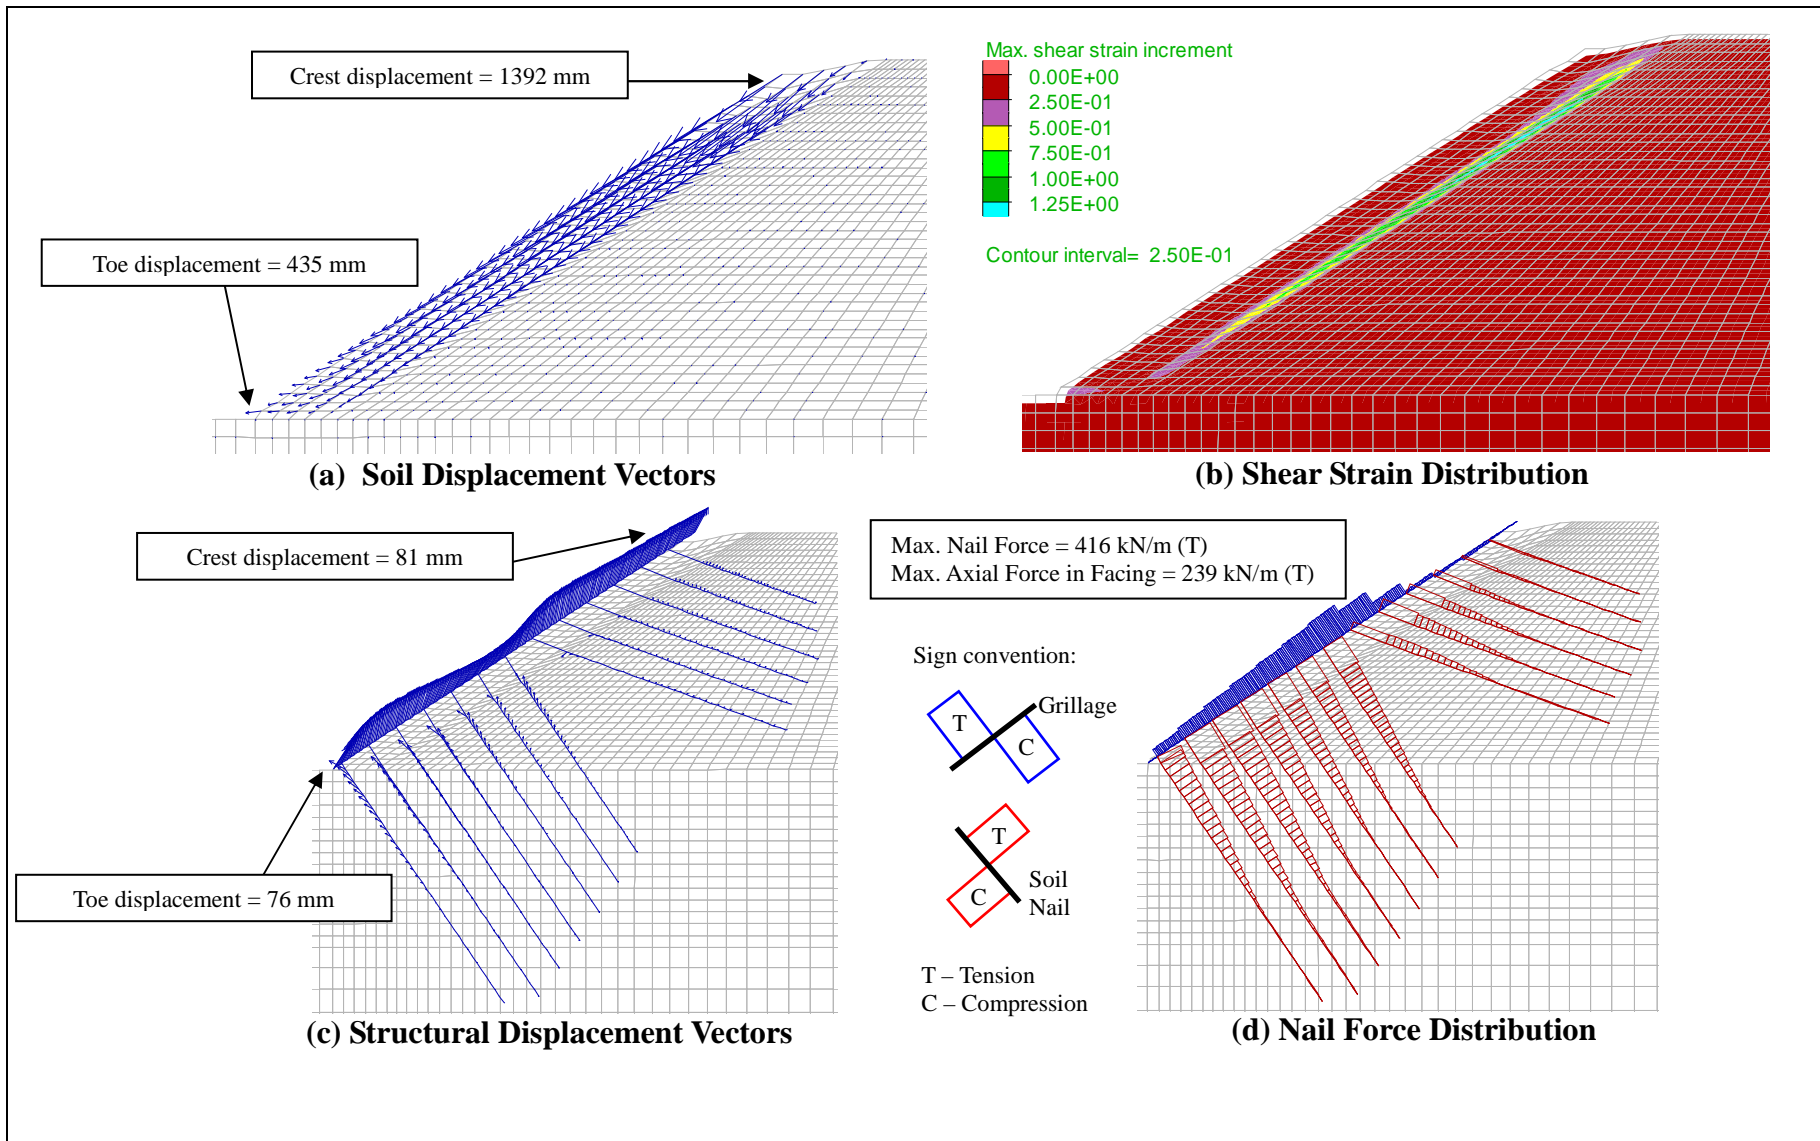 Crest displacement = 1392 mm
Toe displacement = 435 mm
(a) Soil Displacement Vectors
Max. shear strain increment
0.00E+00
2.50E-01
5.00E-01
7.50E-01
1.00E+00
1.25E+00
Contour interval= 2.50E-01
(b) Shear Strain Distribution
Crest displacement = 81 mm
Toe displacement = 76 mm
(c) Structural Displacement Vectors
Max. Nail Force = 416 kN/m (T)
Max. Axial Force in Facing = 239 kN/m (T)
Sign convention:
Grillage
T
C
T
C
Soil
Nail
T – Tension
C – Compression
(d) Nail Force Distribution